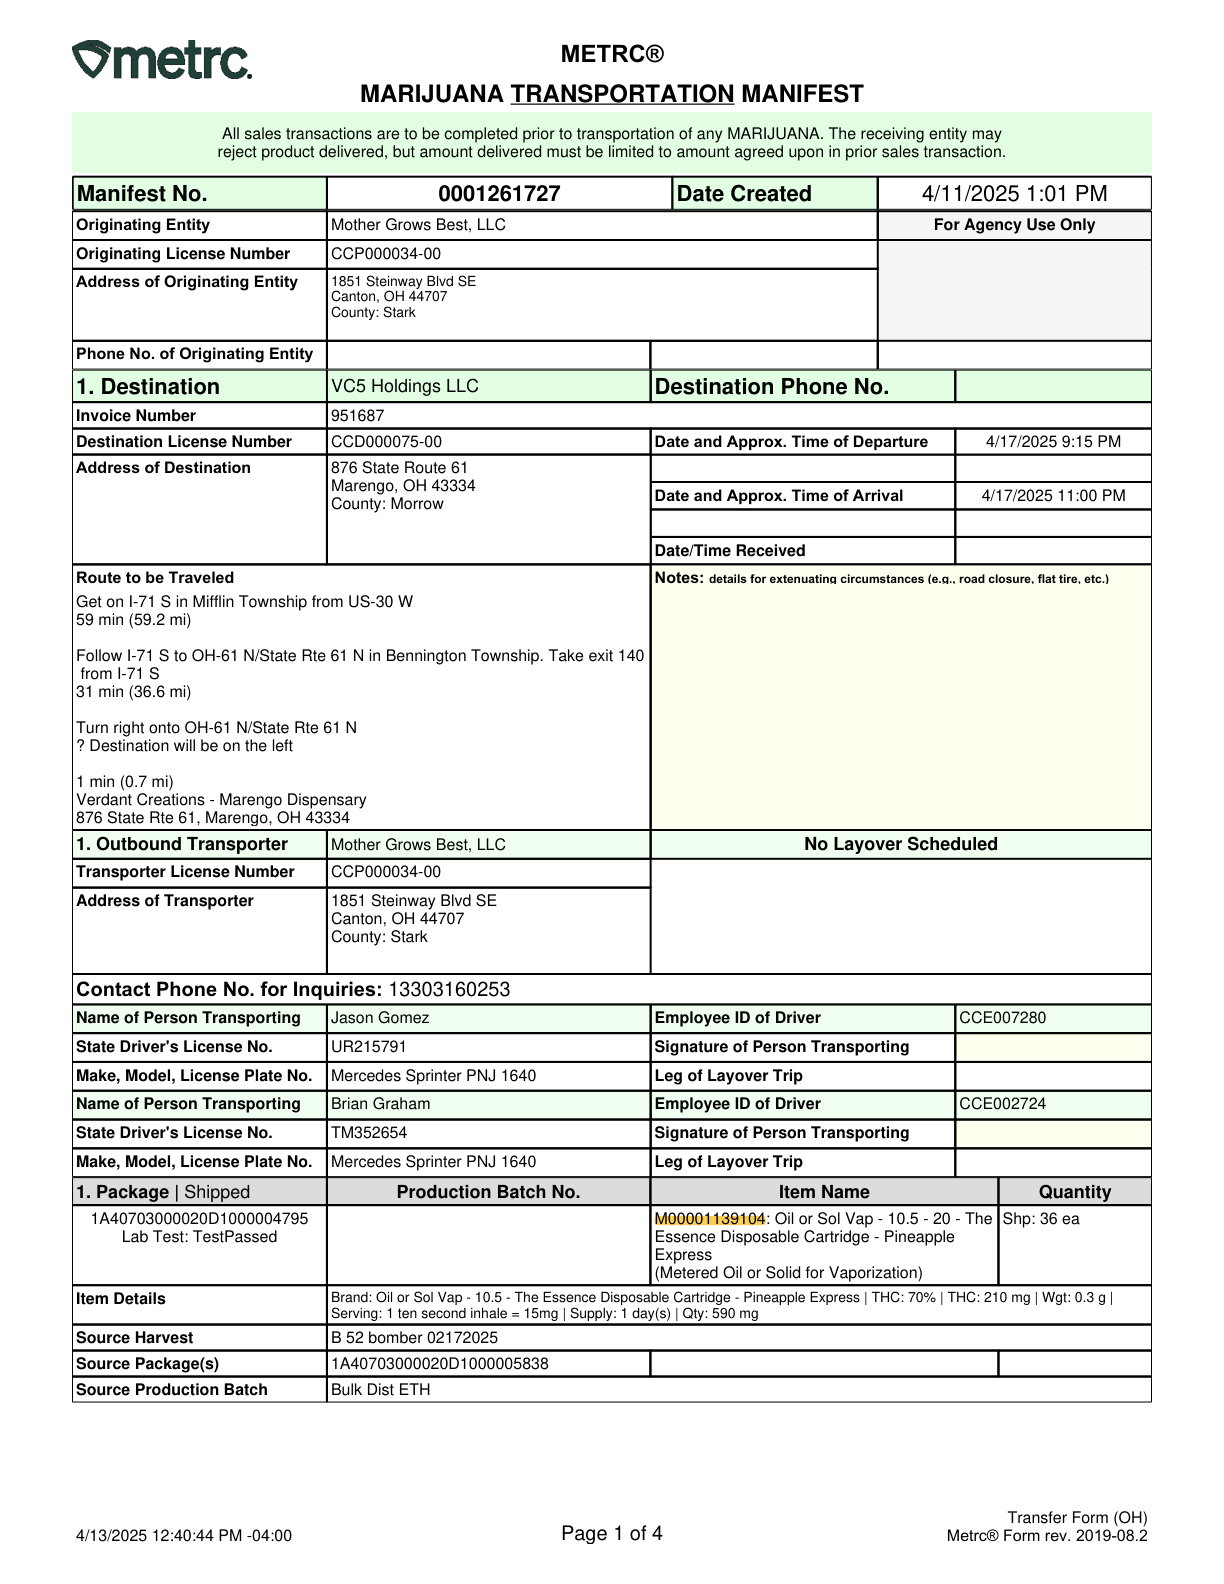 metrc.
METRC®
MARIJUANA TRANSPORTATION MANIFEST
All sales transactions are to be completed prior to transportation of any MARIJUANA. The receiving entity may
reject product delivered, but amount delivered must be limited to amount agreed upon in prior sales transaction.
Manifest No. 0001261727 Date Created 4/11/2025 1:01 PM
Originating Entity Mother Grows Best, LLC For Agency Use Only
Originating License Number CCP000034-00
Address of Originating Entity 1851 Steinway Blvd SE
Canton, OH 44707
County: Stark
Phone No. of Originating Entity
1. Destination VC5 Holdings LLC Destination Phone No.
Invoice Number 951687
Destination License Number CCD000075-00 Date and Approx. Time of Departure 4/17/2025 9:15 PM
Address of Destination 876 State Route 61
Marengo, OH 43334
County: Morrow
Date and Approx. Time of Arrival 4/17/2025 11:00 PM
Date/Time Received
Route to be Traveled
Get on I-71 S in Mifflin Township from US-30 W
59 min (59.2 mi)
Follow I-71 S to OH-61 N/State Rte 61 N in Bennington Township. Take exit 140
from I-71 S
31 min (36.6 mi)
Turn right onto OH-61 N/State Rte 61 N
? Destination will be on the left
1 min (0.7 mi)
Verdant Creations - Marengo Dispensary
876 State Rte 61, Marengo, OH 43334
Notes: details for extenuating circumstances (e.g., road closure, flat tire, etc.)
1. Outbound Transporter Mother Grows Best, LLC No Layover Scheduled
Transporter License Number CCP000034-00
Address of Transporter 1851 Steinway Blvd SE
Canton, OH 44707
County: Stark
Contact Phone No. for Inquiries: 13303160253
Name of Person Transporting Jason Gomez Employee ID of Driver CCE007280
State Driver's License No. UR215791 Signature of Person Transporting
Make, Model, License Plate No. Mercedes Sprinter PNJ 1640 Leg of Layover Trip
Name of Person Transporting Brian Graham Employee ID of Driver CCE002724
State Driver's License No. TM352654 Signature of Person Transporting
Make, Model, License Plate No. Mercedes Sprinter PNJ 1640 Leg of Layover Trip
1. Package | Shipped Production Batch No. Item Name Quantity
1A40703000020D1000004795
Lab Test: TestPassed
M00001139104: Oil or Sol Vap - 10.5 - 20 - The
Essence Disposable Cartridge - Pineapple
Express
(Metered Oil or Solid for Vaporization)
Shp: 36 ea
Item Details Brand: Oil or Sol Vap - 10.5 - The Essence Disposable Cartridge - Pineapple Express | THC: 70% | THC: 210 mg | Wgt: 0.3 g |
Serving: 1 ten second inhale = 15mg | Supply: 1 day(s) | Qty: 590 mg
Source Harvest B 52 bomber 02172025
Source Package(s) 1A40703000020D1000005838
Source Production Batch Bulk Dist ETH
4/13/2025 12:40:44 PM -04:00
Page 1 of 4
Transfer Form (OH)
Metrc® Form rev. 2019-08.2